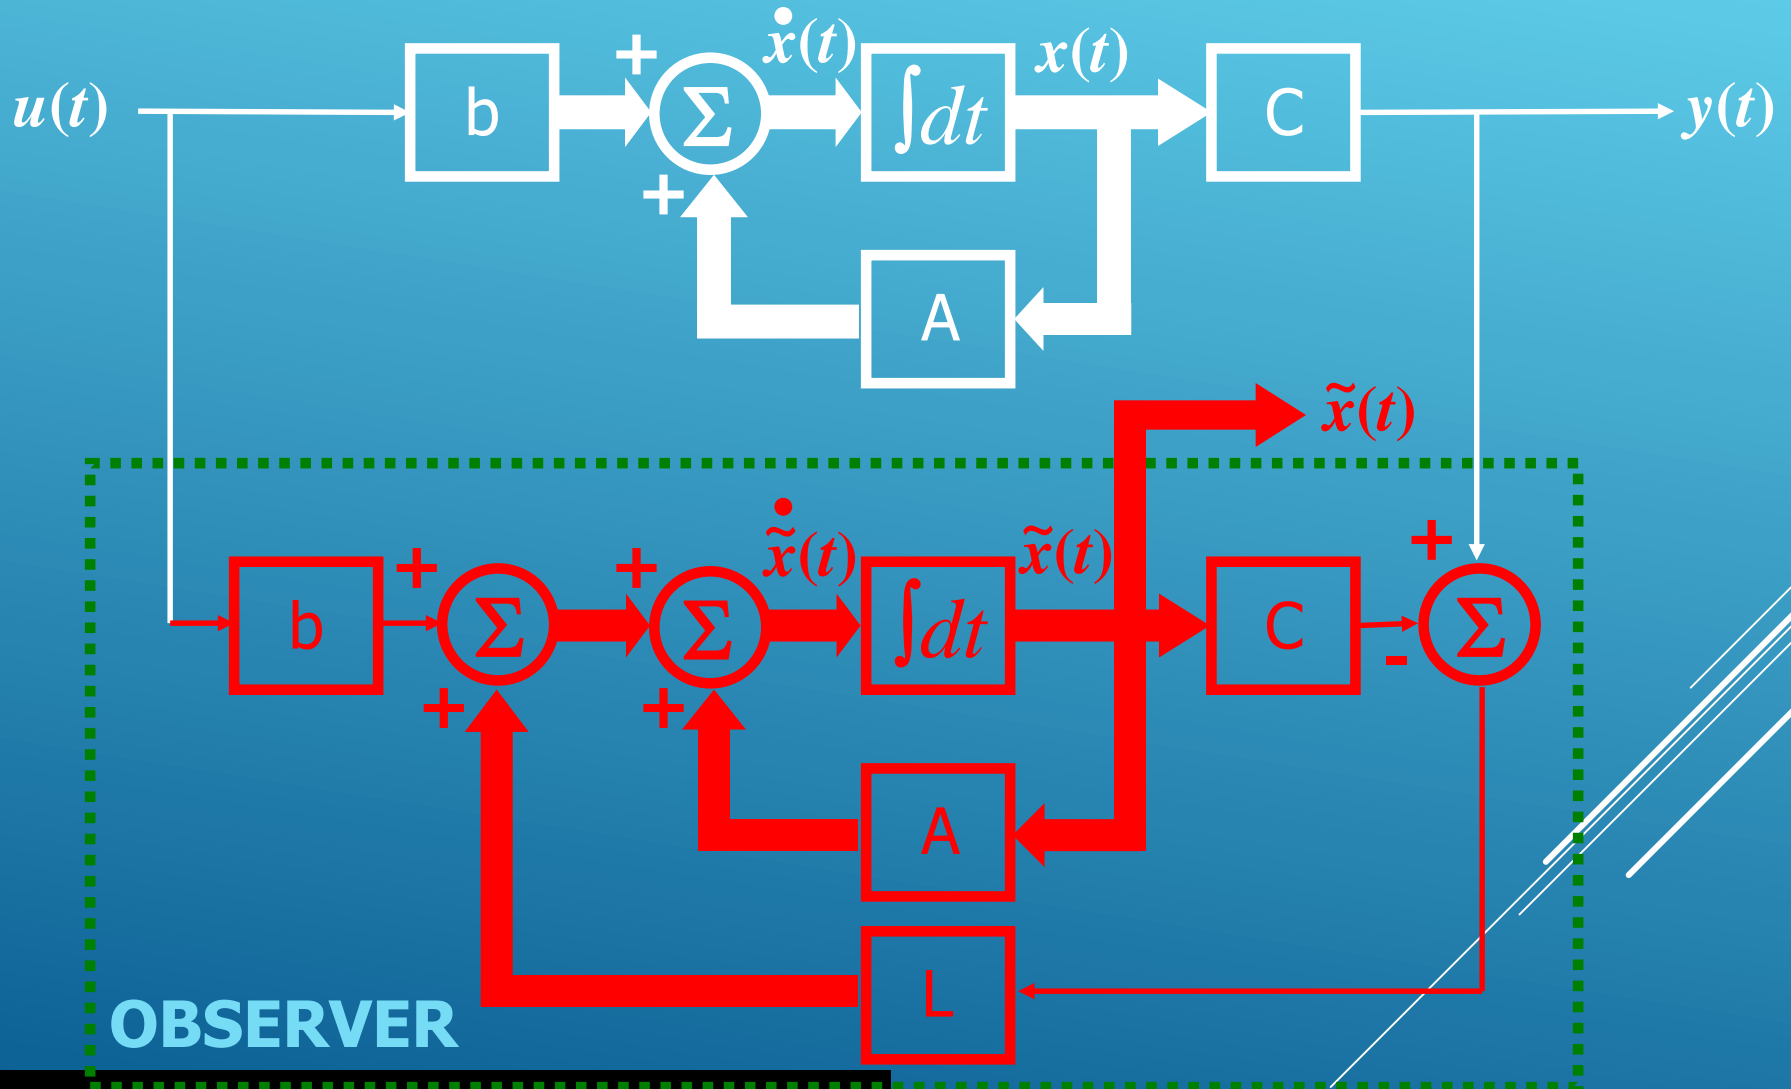 u(t) b + + Σ ẋ(t) ∫dt x(t) C y(t)
A
x̃(t)
b + + Σ + + Σ x̃̇(t) ∫dt x̃(t) C + - Σ
A
L
OBSERVER